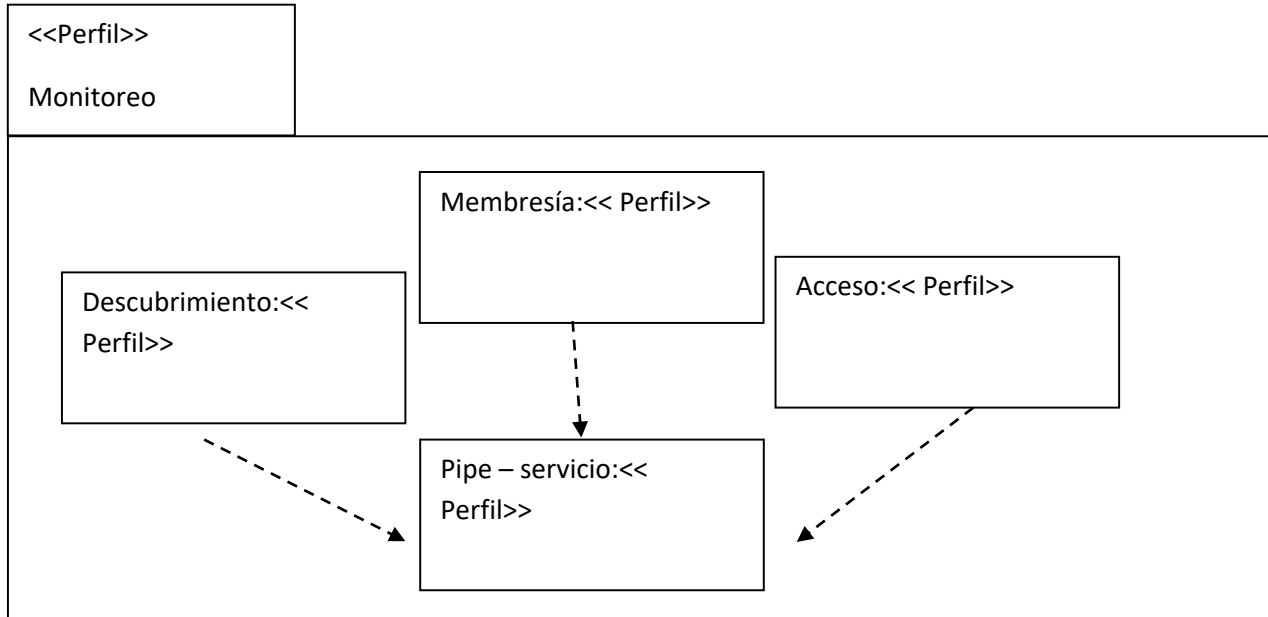 <<Perfil>>
Monitoreo
Membresía:<< Perfil>>
Descubrimiento:<<
Perfil>>
Acceso:<< Perfil>>
Pipe – servicio:<<
Perfil>>